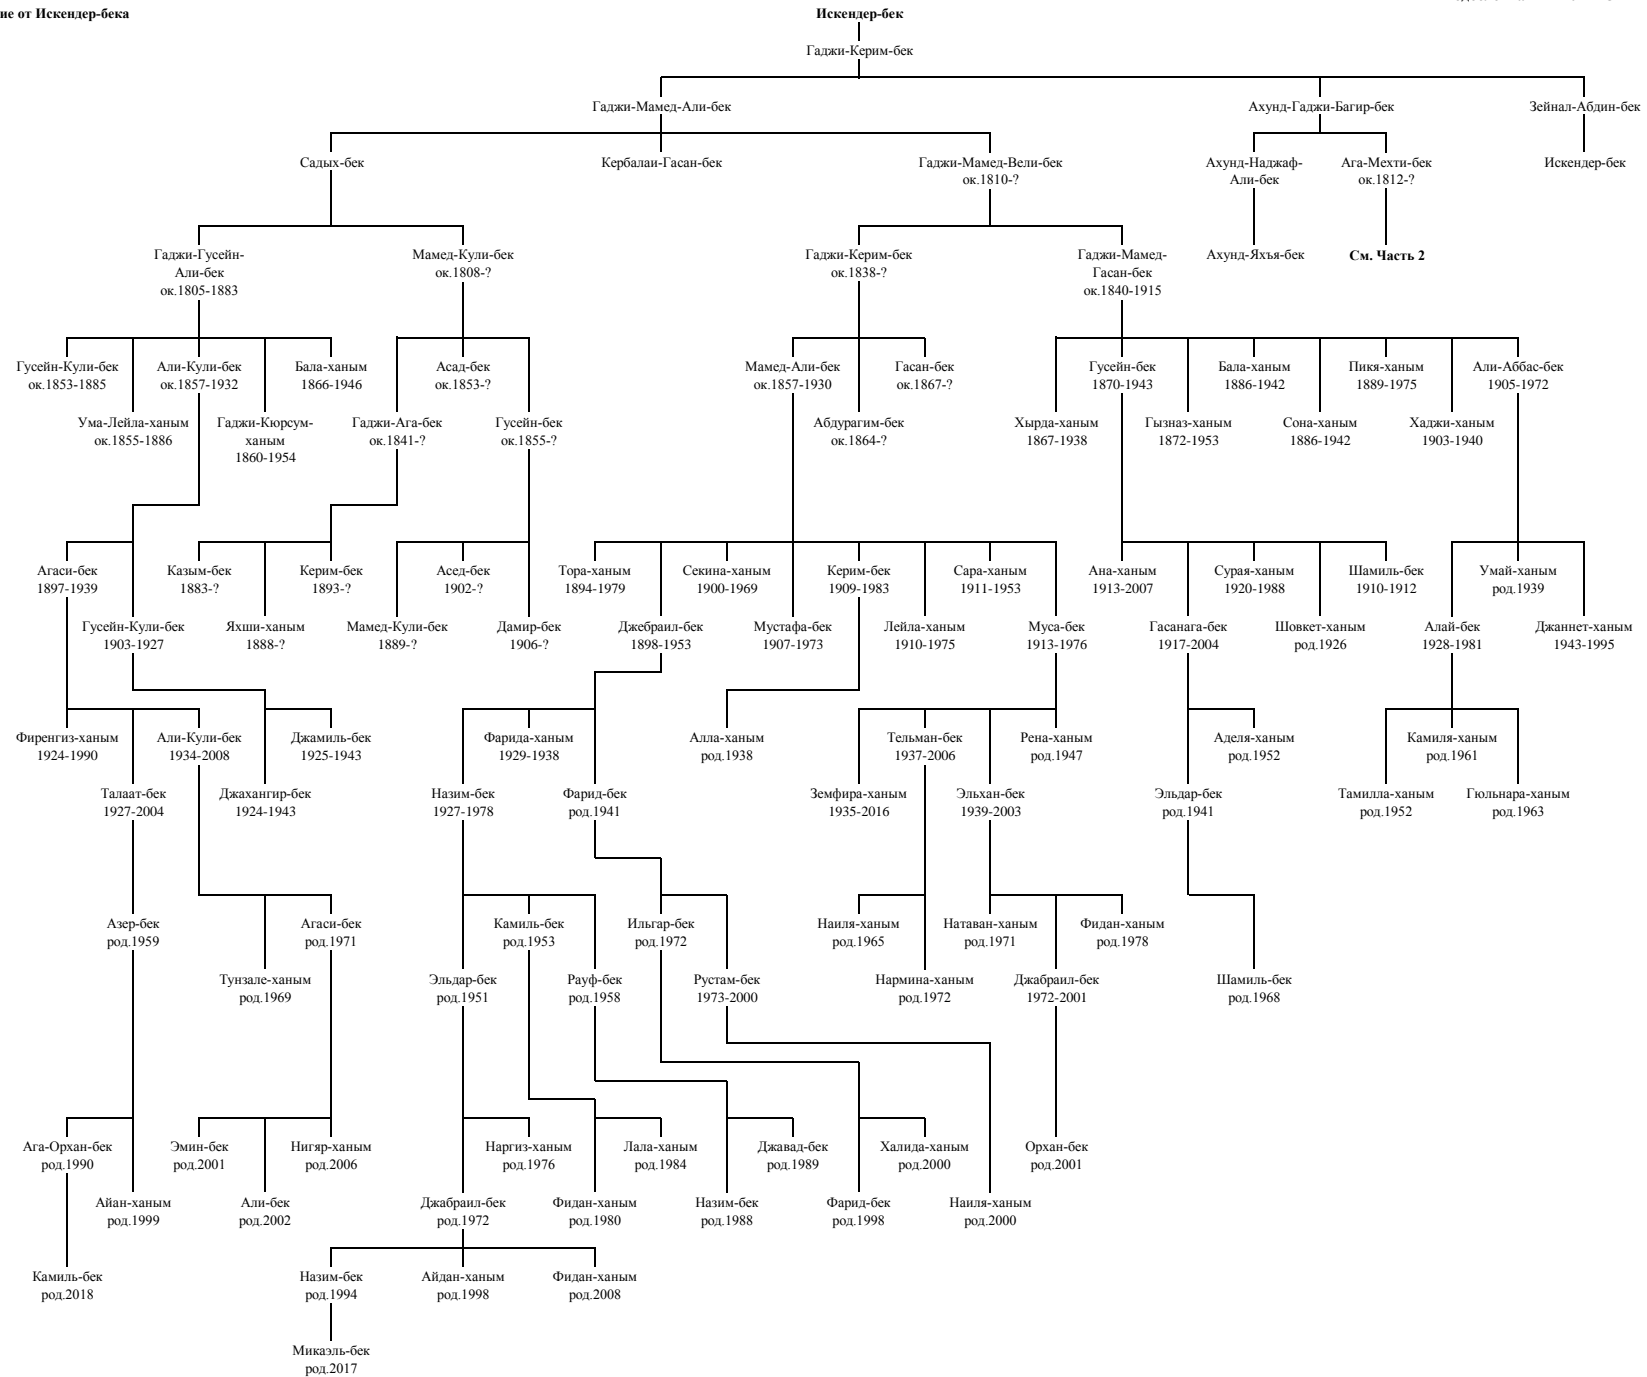 ие от Искендер-бека
Искендер-бек
Гаджи-Керим-бек
Гаджи-Мамед-Али-бек
Ахунд-Гаджи-Багир-бек
Зейнал-Абдин-бек
Садых-бек
Кербалаи-Гасан-бек
Гаджи-Мамед-Вели-бек
ок.1810-?
Ахунд-Наджаф-
Али-бек
Ага-Мехти-бек
ок.1812-?
Искендер-бек
Гаджи-Гусейн-
Али-бек
ок.1805-1883
Мамед-Кули-бек
ок.1808-?
Гаджи-Керим-бек
ок.1838-?
Гаджи-Мамед-
Гасан-бек
ок.1840-1915
Ахунд-Яхъя-бек
См. Часть 2
Гусейн-Кули-бек
ок.1853-1885
Али-Кули-бек
ок.1857-1932
Бала-ханым
1866-1946
Асад-бек
ок.1853-?
Мамед-Али-бек
ок.1857-1930
Гасан-бек
ок.1867-?
Гусейн-бек
1870-1943
Бала-ханым
1886-1942
Пикя-ханым
1889-1975
Али-Аббас-бек
1905-1972
Ума-Лейла-ханым
ок.1855-1886
Гаджи-Кюрсум-
ханым
1860-1954
Гаджи-Ага-бек
ок.1841-?
Гусейн-бек
ок.1855-?
Абдурагим-бек
ок.1864-?
Хырда-ханым
1867-1938
Гызназ-ханым
1872-1953
Сона-ханым
1886-1942
Хаджи-ханым
1903-1940
Агаси-бек
1897-1939
Казым-бек
1883-?
Керим-бек
1893-?
Асед-бек
1902-?
Тора-ханым
1894-1979
Секина-ханым
1900-1969
Керим-бек
1909-1983
Сара-ханым
1911-1953
Ана-ханым
1913-2007
Сурая-ханым
1920-1988
Шамиль-бек
1910-1912
Умай-ханым
род.1939
Гусейн-Кули-бек
1903-1927
Яхши-ханым
1888-?
Мамед-Кули-бек
1889-?
Дамир-бек
1906-?
Джебраил-бек
1898-1953
Мустафа-бек
1907-1973
Лейла-ханым
1910-1975
Муса-бек
1913-1976
Гасанага-бек
1917-2004
Шовкет-ханым
род.1926
Алай-бек
1928-1981
Джаннет-ханым
1943-1995
Фиренгиз-ханым
1924-1990
Али-Кули-бек
1934-2008
Джамиль-бек
1925-1943
Фарида-ханым
1929-1938
Алла-ханым
род.1938
Тельман-бек
1937-2006
Рена-ханым
род.1947
Аделя-ханым
род.1952
Камиля-ханым
род.1961
Талаат-бек
1927-2004
Джахангир-бек
1924-1943
Назим-бек
1927-1978
Фарид-бек
род.1941
Земфира-ханым
1935-2016
Эльхан-бек
1939-2003
Эльдар-бек
род.1941
Тамилла-ханым
род.1952
Гюльнара-ханым
род.1963
Азер-бек
род.1959
Агаси-бек
род.1971
Камиль-бек
род.1953
Ильгар-бек
род.1972
Наиля-ханым
род.1965
Натаван-ханым
род.1971
Фидан-ханым
род.1978
Тунзале-ханым
род.1969
Эльдар-бек
род.1951
Рауф-бек
род.1958
Рустам-бек
1973-2000
Нармина-ханым
род.1972
Джабраил-бек
1972-2001
Шамиль-бек
род.1968
Ага-Орхан-бек
род.1990
Эмин-бек
род.2001
Нигяр-ханым
род.2006
Наргиз-ханым
род.1976
Лала-ханым
род.1984
Джавад-бек
род.1989
Халида-ханым
род.2000
Орхан-бек
род.2001
Айан-ханым
род.1999
Али-бек
род.2002
Джабраил-бек
род.1972
Фидан-ханым
род.1980
Назим-бек
род.1988
Фарид-бек
род.1998
Наиля-ханым
род.2000
Камиль-бек
род.2018
Назим-бек
род.1994
Айдан-ханым
род.1998
Фидан-ханым
род.2008
Микаэль-бек
род.2017